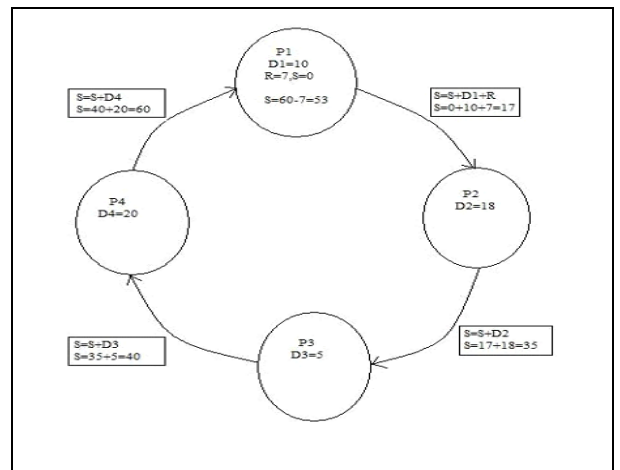 P1
D1=10
R=7,S=0
S=60-7=53
S=S+D1+R
S=0+10+7=17
P2
D2=18
S=S+D2
S=17+18=35
P3
D3=5
S=S+D3
S=35+5=40
P4
D4=20
S=S+D4
S=40+20=60